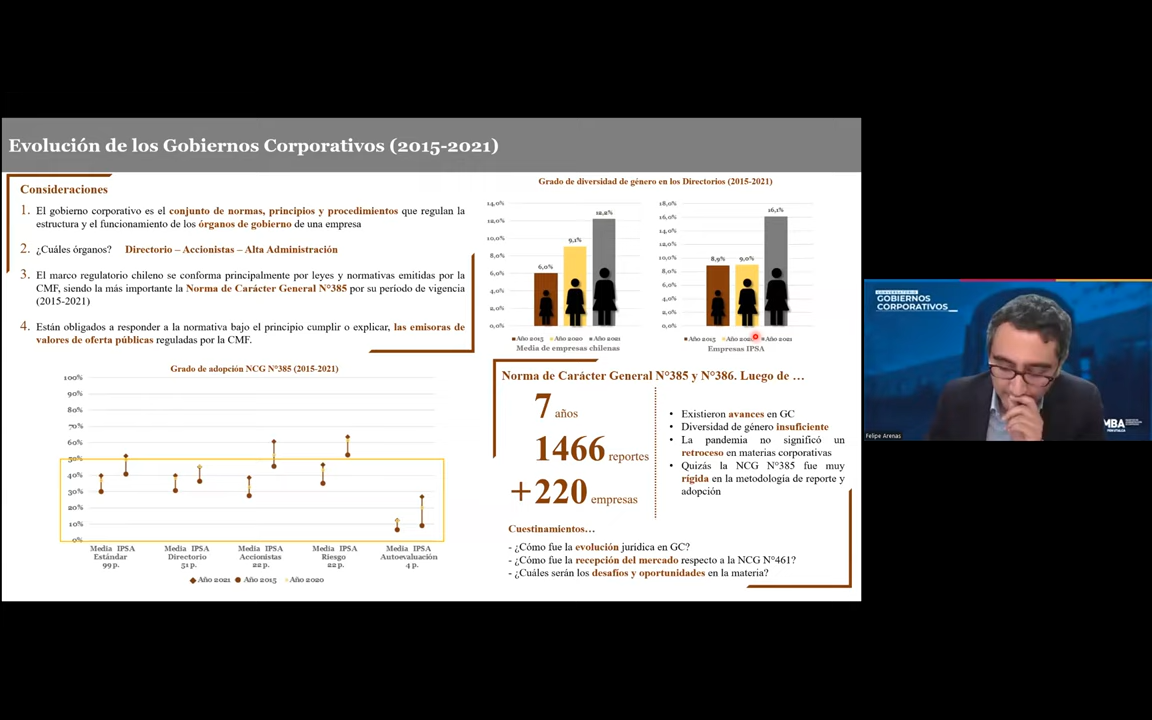 Evolución de los Gobiernos Corporativos (2015-2021)
Consideraciones
1. El gobierno corporativo es el conjunto de normas, principios y procedimientos que regulan la
estructura y el funcionamiento de los órganos de gobierno de una empresa
2. ¿Cuáles órganos? Directorio – Accionistas – Alta Administración
3. El marco regulatorio chileno se conforma principalmente por leyes y normativas emitidas por la
CMF, siendo la más importante la Norma de Carácter General N°385 por su periodo de vigencia
(2015-2021)
4. Están obligados a responder a la normativa bajo el principio cumplir o explicar, las emisoras de
valores de oferta públicas reguladas por la CMF.
Grado de adopción NCG N°385 (2015-2021)
100%
90%
80%
70%
60%
50%
40%
30%
20%
10%
0%
Media IPSA Media IPSA Media IPSA Media IPSA Media IPSA
Estándar Directorio Accionistas Riesgo Autoevaluación
99 p. 51 p. 22 p. 22 p. 4 p.
Año 2021 Año 2015 Año 2020
Grado de diversidad de género en los Directorios (2015-2021)
14,0%
12,0%
10,0%
8,0%
6,0%
4,0%
2,0%
0,0%
6,0%
9,1%
12,2%
Año 2015 Año 2020 Año 2021
Media de empresas chilenas
18,0%
16,0%
14,0%
12,0%
10,0%
8,0%
6,0%
4,0%
2,0%
0,0%
8,9%
9,0%
16,1%
Año 2015 Año 2020 Año 2021
Empresas IPSA
Norma de Carácter General N°385 y N°386. Luego de …
7 años
1466 reportes
+220 empresas
• Existieron avances en GC
• Diversidad de género insuficiente
• La pandemia no significó un
retroceso en materias corporativas
• Quizás la NCG N°385 fue muy
rígida en la metodología de reporte y
adopción
Cuestinamientos…
- ¿Cómo fue la evolución jurídica en GC?
- ¿Cómo fue la recepción del mercado respecto a la NCG N°461?
- ¿Cuáles serán los desafíos y oportunidades en la materia?
CONVERSATORIO
GOBIERNOS
CORPORATIVOS_
MBA
Felipe Arenas